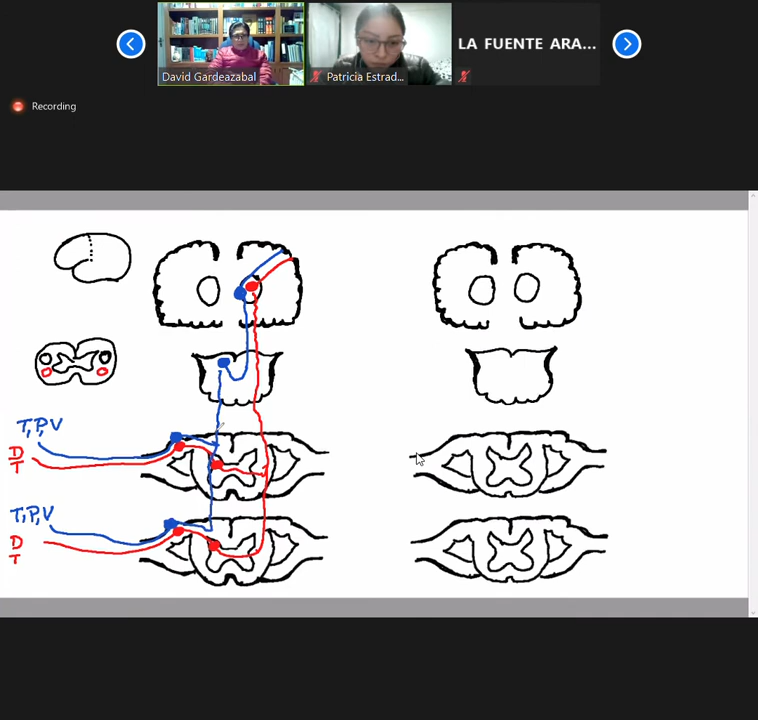 David Gardeazabal
Patricia Estrad...
LA FUENTE ARA...
Recording
T,P,V
D
T
T,P,V
D
T